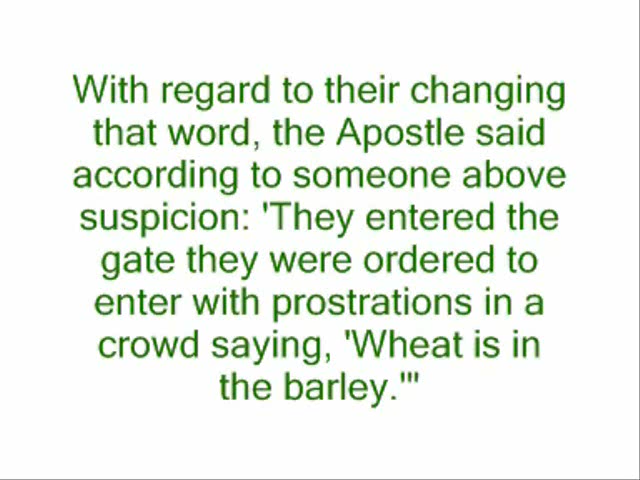 With regard to their changing
that word, the Apostle said
according to someone above
suspicion: 'They entered the
gate they were ordered to
enter with prostrations in a
crowd saying, 'Wheat is in
the barley.'"